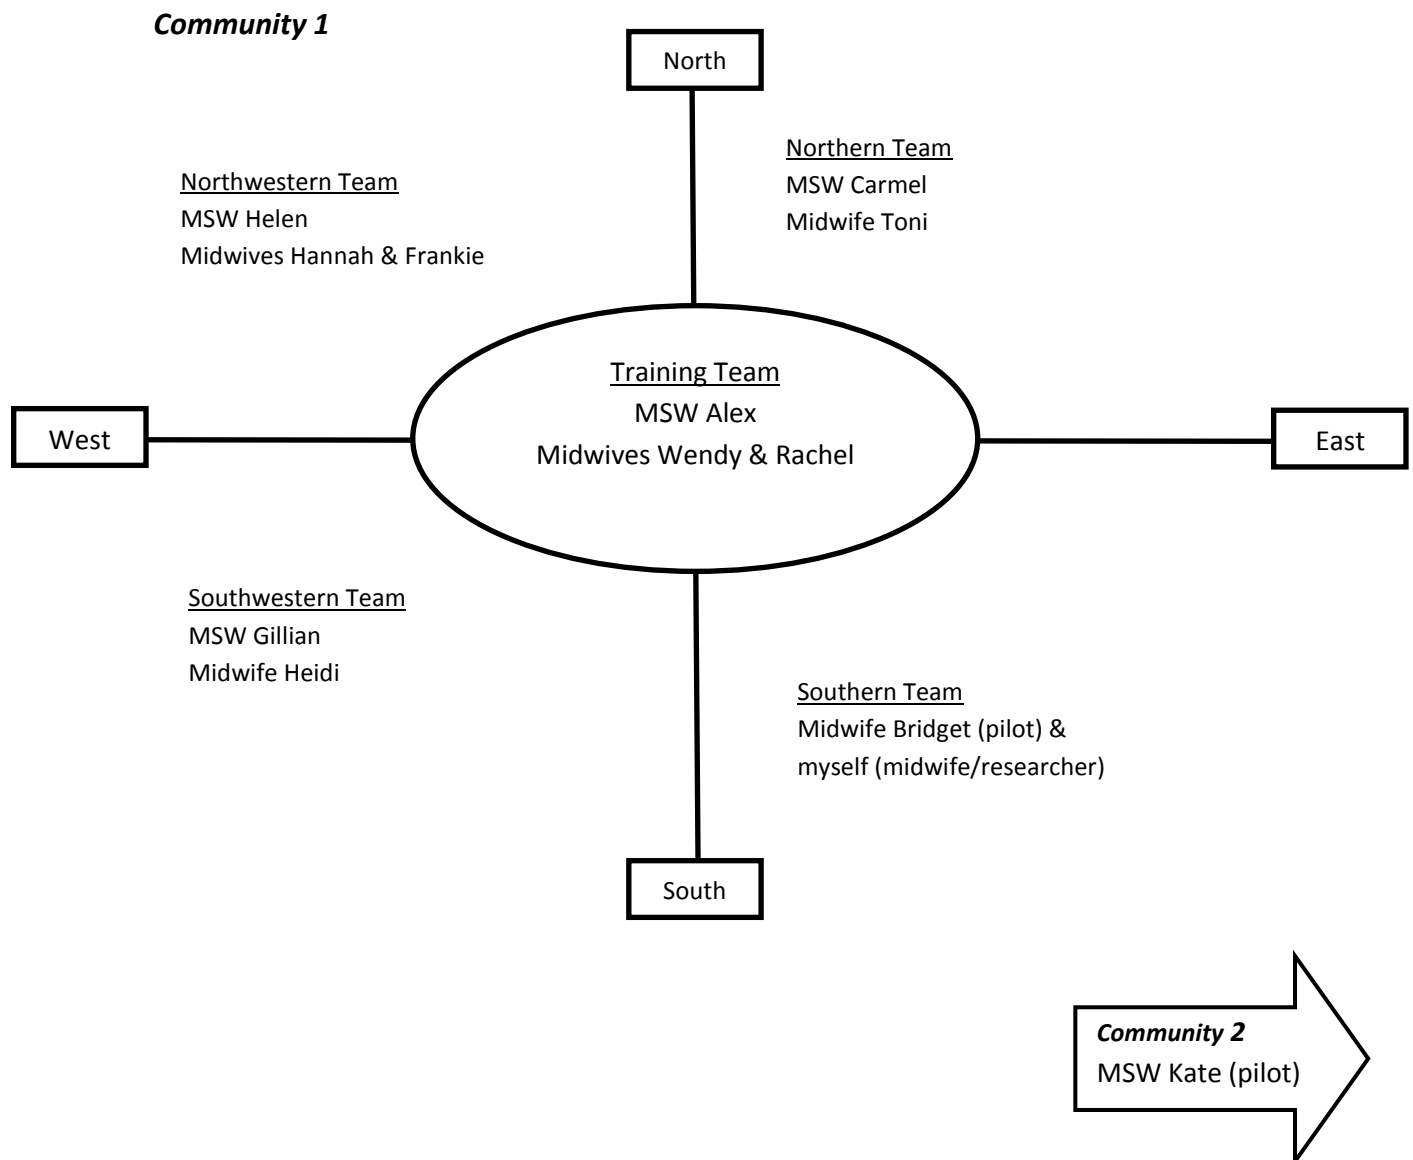 Community 1
North
Northern Team
MSW Carmel
Midwife Toni
Northwestern Team
MSW Helen
Midwives Hannah & Frankie
Training Team
MSW Alex
Midwives Wendy & Rachel
West
East
Southwestern Team
MSW Gillian
Midwife Heidi
Southern Team
Midwife Bridget (pilot) &
myself (midwife/researcher)
South
Community 2
MSW Kate (pilot)